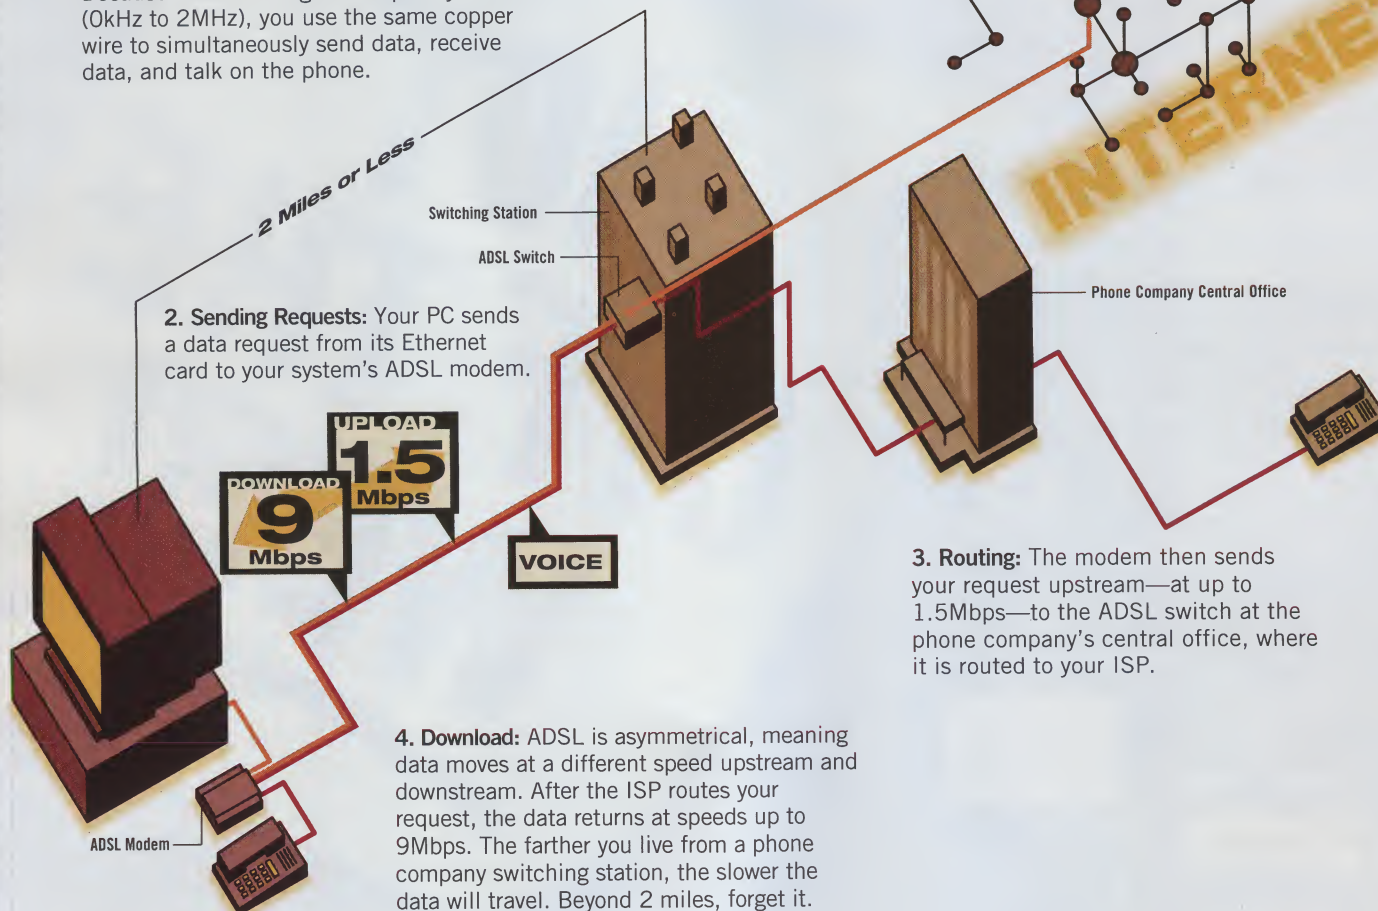 (0kHz to 2MHz), you use the same copper
wire to simultaneously send data, receive
data, and talk on the phone.
2 Miles or Less
INTERNE
Switching Station
ADSL Switch
Phone Company Central Office
2. Sending Requests: Your PC sends
a data request from its Ethernet
card to your system's ADSL modem.
UPLOAD
1.5
Mbps
DOWNLOAD
9
Mbps
VOICE
3. Routing: The modem then sends
your request upstream—at up to
1.5Mbps—to the ADSL switch at the
phone company's central office, where
it is routed to your ISP.
4. Download: ADSL is asymmetrical, meaning
data moves at a different speed upstream and
downstream. After the ISP routes your
request, the data returns at speeds up to
9Mbps. The farther you live from a phone
company switching station, the slower the
data will travel. Beyond 2 miles, forget it.
ADSL Modem